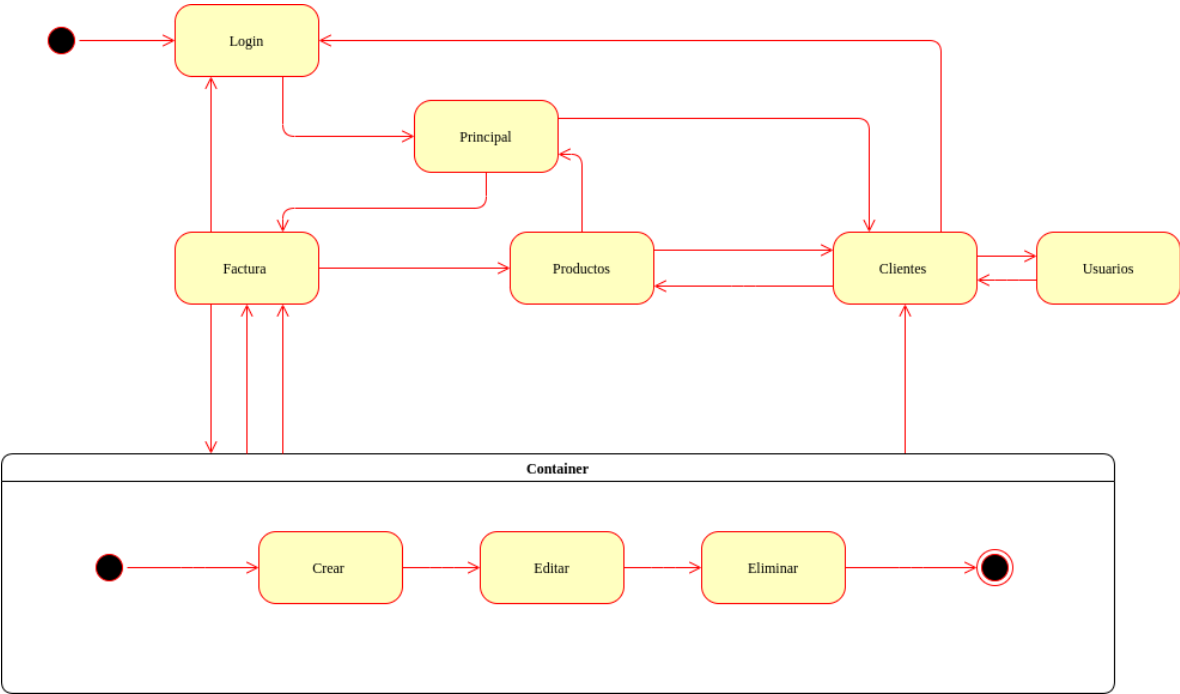 Login
Principal
Factura
Productos
Clientes
Usuarios
Container
Crear
Editar
Eliminar